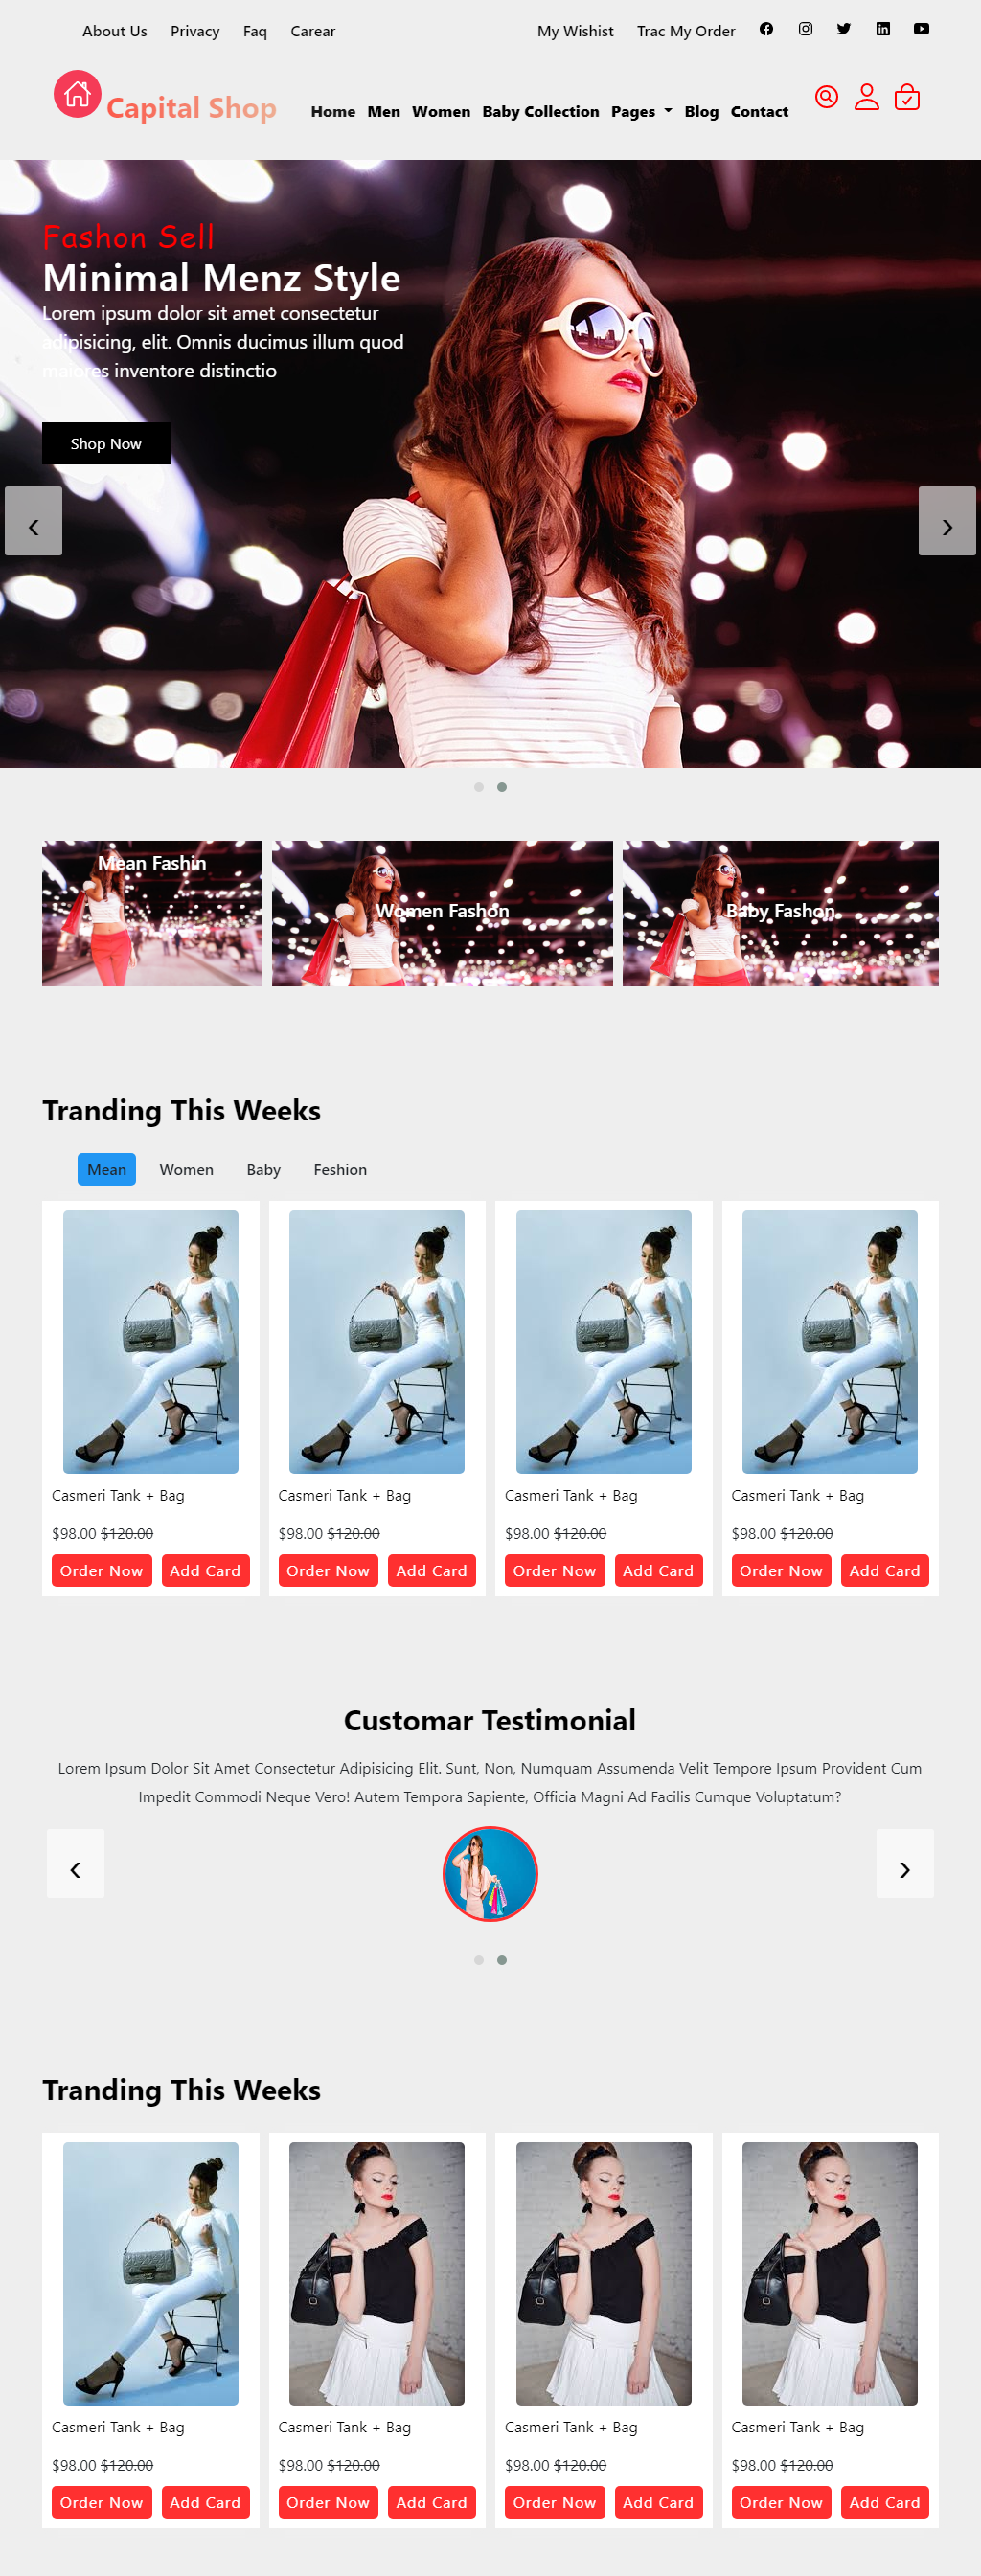 About Us Privacy Faq Carear My Wishist Trac My Order
Capital Shop Home Men Women Baby Collection Pages Blog Contact
Fashon Sell
Minimal Menz Style
Lorem ipsum dolor sit amet consectetur
adipisicing, elit. Omnis ducimus illum quod
maiores inventore distinctio
Shop Now
‹ ›
Mean Fashin
Women Fashon Baby Fashon
Tranding This Weeks
Mean Women Baby Feshion
Casmeri Tank + Bag Casmeri Tank + Bag Casmeri Tank + Bag Casmeri Tank + Bag
$98.00 $120.00 $98.00 $120.00 $98.00 $120.00 $98.00 $120.00
Order Now Add Card Order Now Add Card Order Now Add Card Order Now Add Card
Customar Testimonial
Lorem Ipsum Dolor Sit Amet Consectetur Adipisicing Elit. Sunt, Non, Numquam Assumenda Velit Tempore Ipsum Provident Cum
Impedit Commodi Neque Vero! Autem Tempora Sapiente, Officia Magni Ad Facilis Cumque Voluptatum?
‹ ›
Tranding This Weeks
Casmeri Tank + Bag Casmeri Tank + Bag Casmeri Tank + Bag Casmeri Tank + Bag
$98.00 $120.00 $98.00 $120.00 $98.00 $120.00 $98.00 $120.00
Order Now Add Card Order Now Add Card Order Now Add Card Order Now Add Card